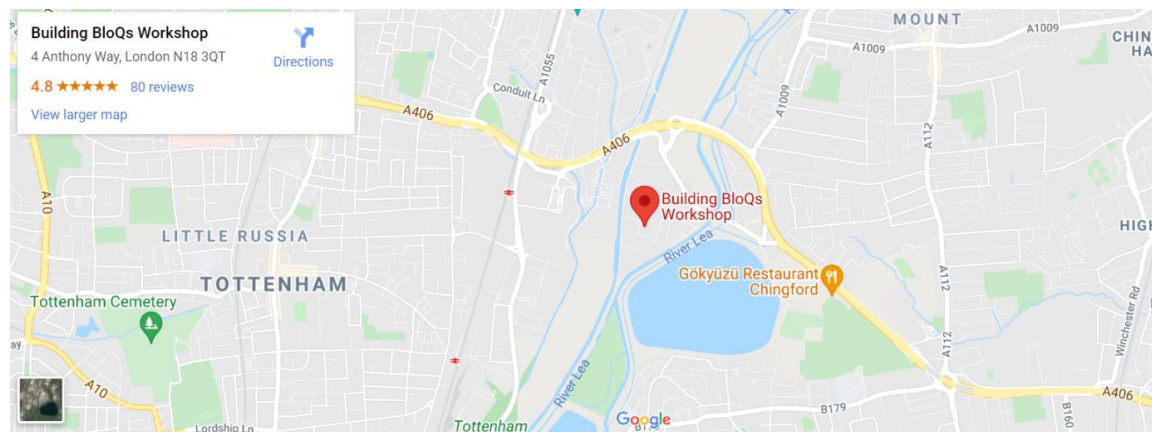 Building BloQs Workshop
4 Anthony Way, London N18 3QT
4.8 ★★★★★ 80 reviews
View larger map
Directions
MOUNT
A1009
A1009
CHIN
HA
A1055
Conduit Ln
A406
A406
A1009
A112
A10
Building BloQs
Workshop
LITTLE RUSSIA
River Lea
HIGH
TOTTENHAM
Gökyüzü Restaurant
Chingford
A112
Tottenham Cemetery
Winchester Rd
A112
A10
River Lea
A406
B179
B160
Lordship Ln
Tottenham
Google